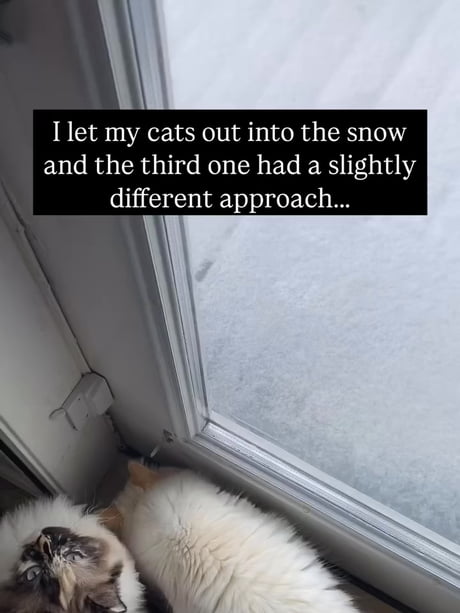 I let my cats out into the snow
and the third one had a slightly
different approach...